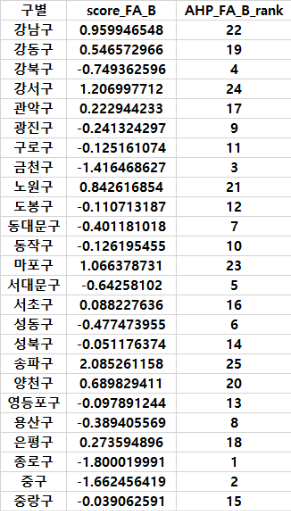 구별 score_FA_B AHP_FA_B_rank
강남구 0.959946548 22
강동구 0.546572966 19
강북구 -0.749362596 4
강서구 1.206997712 24
관악구 0.222944233 17
광진구 -0.241324297 9
구로구 -0.125161074 11
금천구 -1.416468627 3
노원구 0.842616854 21
도봉구 -0.110713187 12
동대문구 -0.401181018 7
동작구 -0.126195455 10
마포구 1.066378731 23
서대문구 -0.64258102 5
서초구 0.088227636 16
성동구 -0.477473955 6
성북구 -0.051176374 14
송파구 2.085261158 25
양천구 0.689829411 20
영등포구 -0.097891244 13
용산구 -0.389405569 8
은평구 0.273594896 18
종로구 -1.800019991 1
중구 -1.662456419 2
중랑구 -0.039062591 15